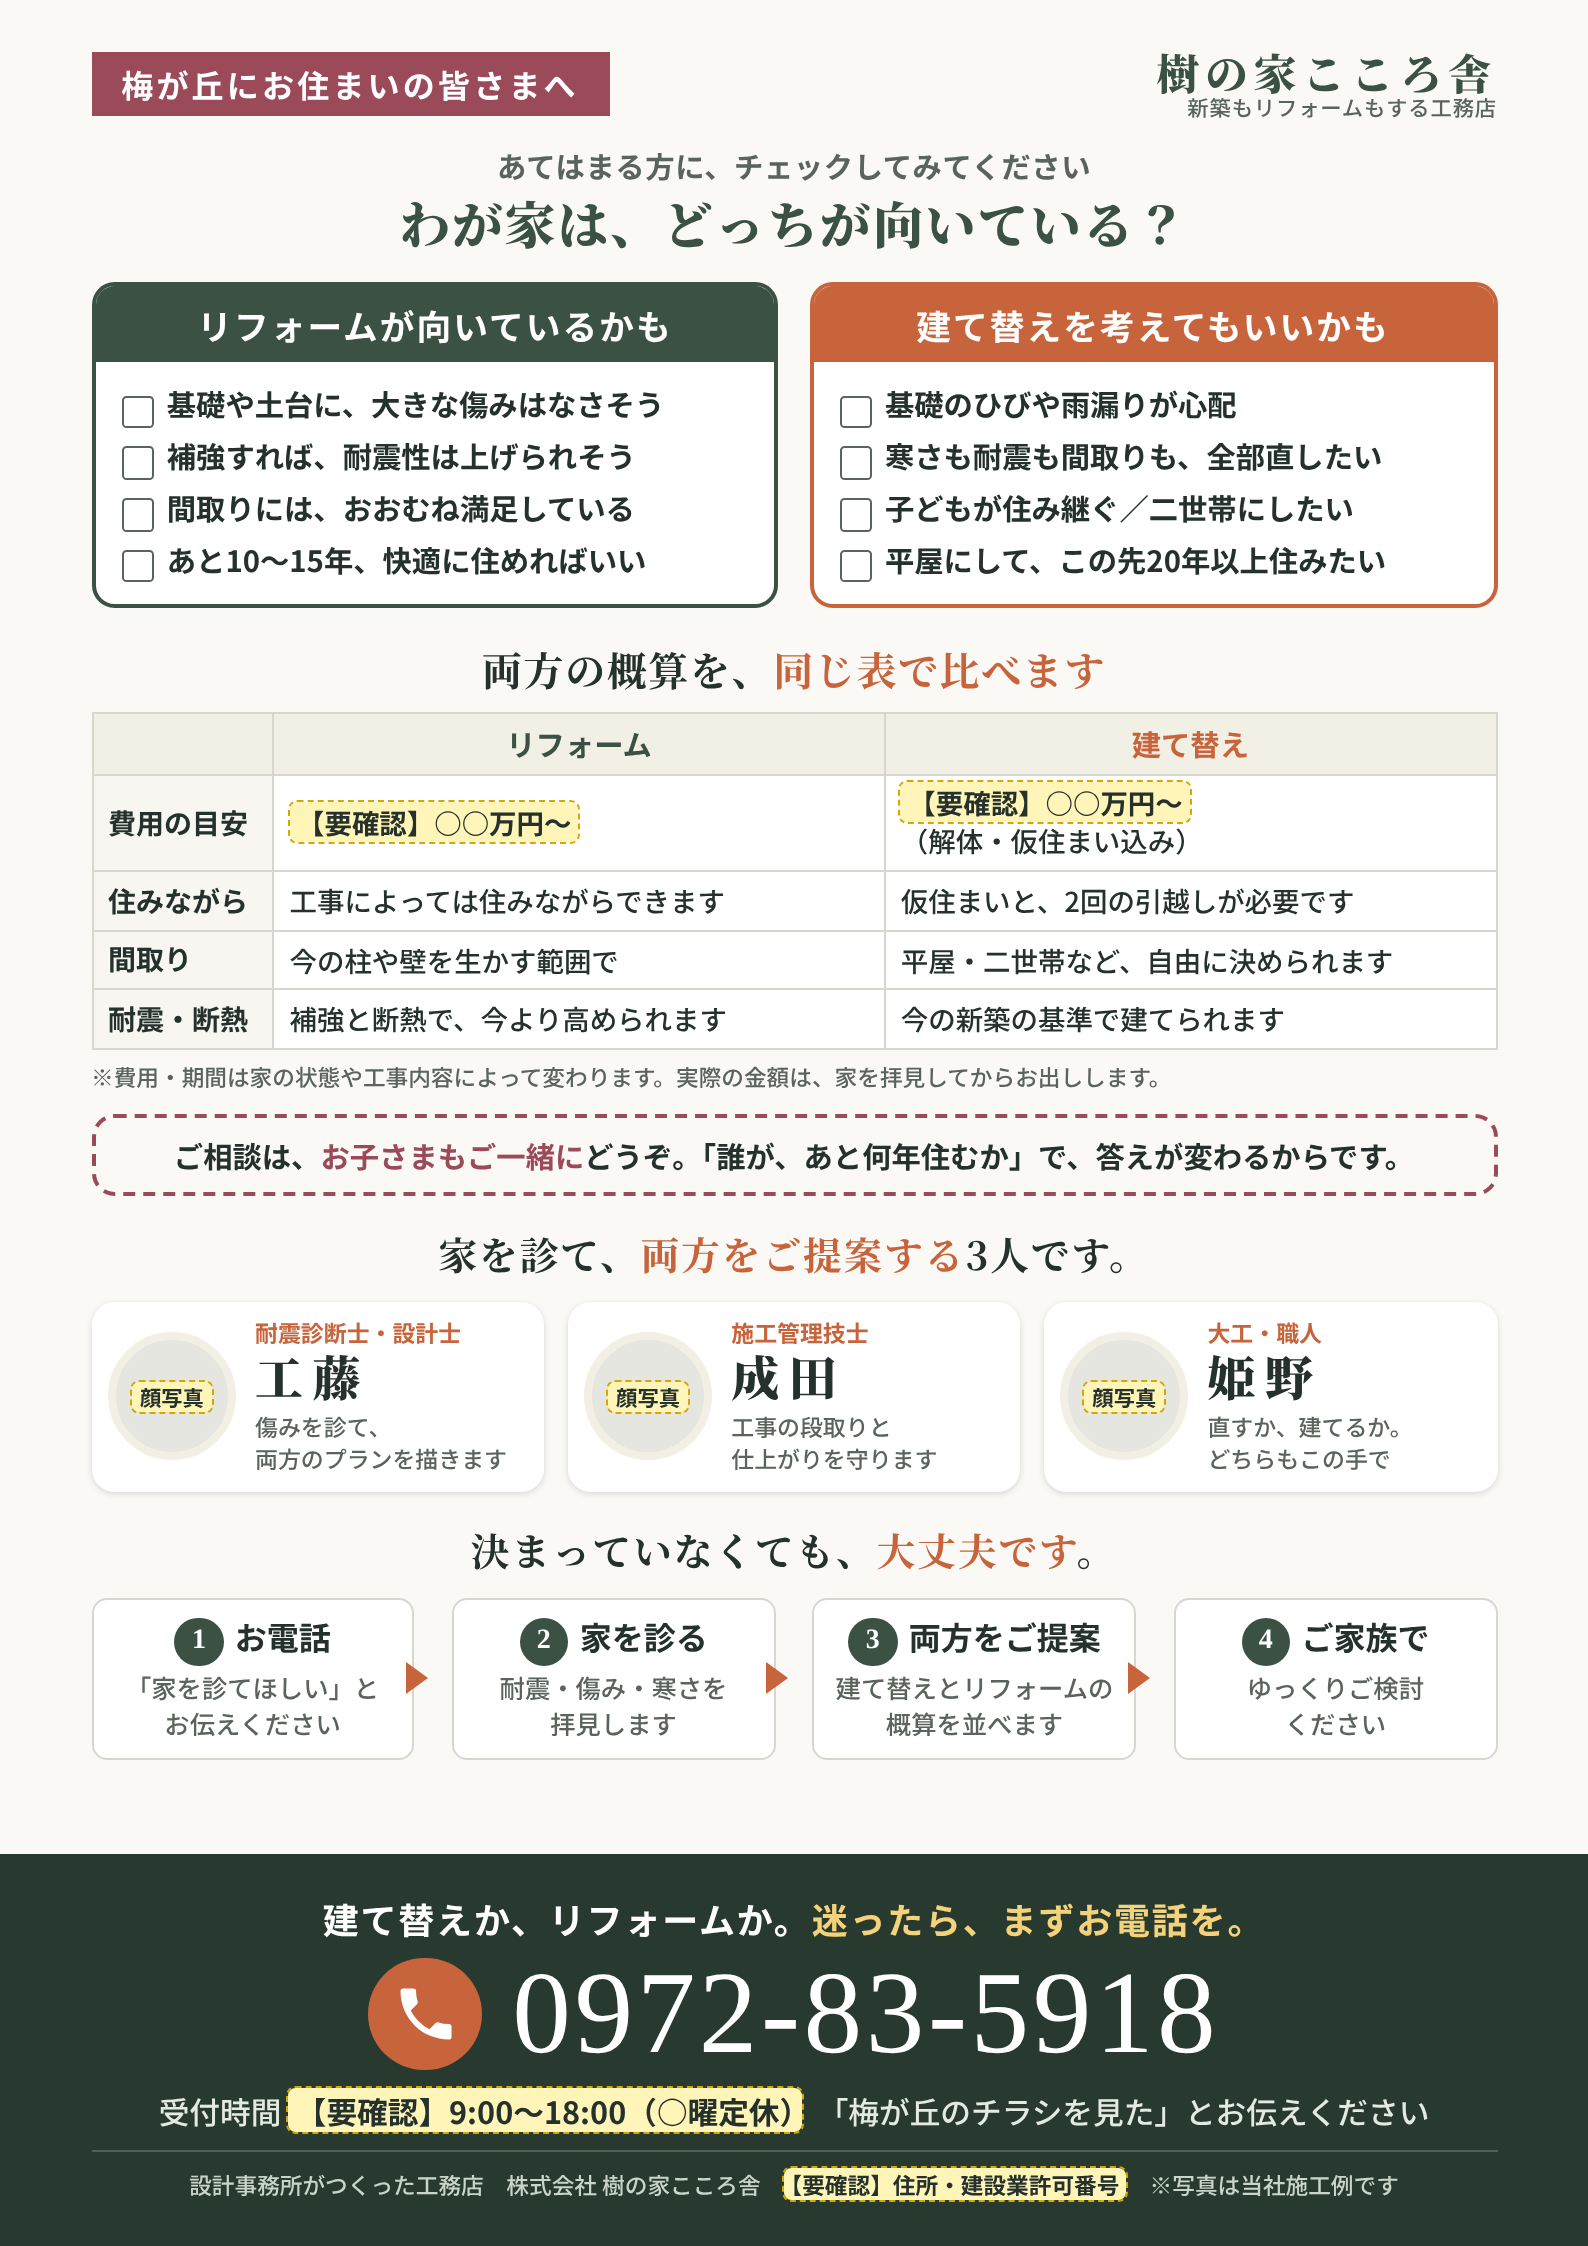 梅が丘にお住まいの皆さまへ
樹の家こころ舎
新築もリフォームもする工務店
あてはまる方に、チェックしてみてください
わが家は、どっちが向いている？
リフォームが向いているかも
基礎や土台に、大きな傷みはなさそう
補強すれば、耐震性は上げられそう
間取りには、おおむね満足している
あと10〜15年、快適に住めればいい
建て替えを考えてもいいかも
基礎のひびや雨漏りが心配
寒さも耐震も間取りも、全部直したい
子どもが住み継ぐ／二世帯にしたい
平屋にして、この先20年以上住みたい
両方の概算を、同じ表で比べます
リフォーム 建て替え
費用の目安 【要確認】〇〇万円〜 【要確認】〇〇万円〜
（解体・仮住まい込み）
住みながら 工事によっては住みながらできます 仮住まいと、2回の引越しが必要です
間取り 今の柱や壁を生かす範囲で 平屋・二世帯など、自由に決められます
耐震・断熱 補強と断熱で、今より高められます 今の新築の基準で建てられます
※費用・期間は家の状態や工事内容によって変わります。実際の金額は、家を拝見してからお出しします。
ご相談は、お子さまもご一緒にどうぞ。「誰が、あと何年住むか」で、答えが変わるからです。
家を診て、両方をご提案する3人です。
顔写真
耐震診断士・設計士
工藤
傷みを診て、
両方のプランを描きます
顔写真
施工管理技士
成田
工事の段取りと
仕上がりを守ります
顔写真
大工・職人
姫野
直すか、建てるか。
どちらもこの手で
決まっていなくても、大丈夫です。
1 お電話
「家を診てほしい」と
お伝えください
2 家を診る
耐震・傷み・寒さを
拝見します
3 両方をご提案
建て替えとリフォームの
概算を並べます
4 ご家族で
ゆっくりご検討
ください
建て替えか、リフォームか。迷ったら、まずお電話を。
0972-83-5918
受付時間【要確認】9:00〜18:00（〇曜定休） 「梅が丘のチラシを見た」とお伝えください
設計事務所がつくった工務店 株式会社 樹の家こころ舎 【要確認】住所・建設業許可番号 ※写真は当社施工例です